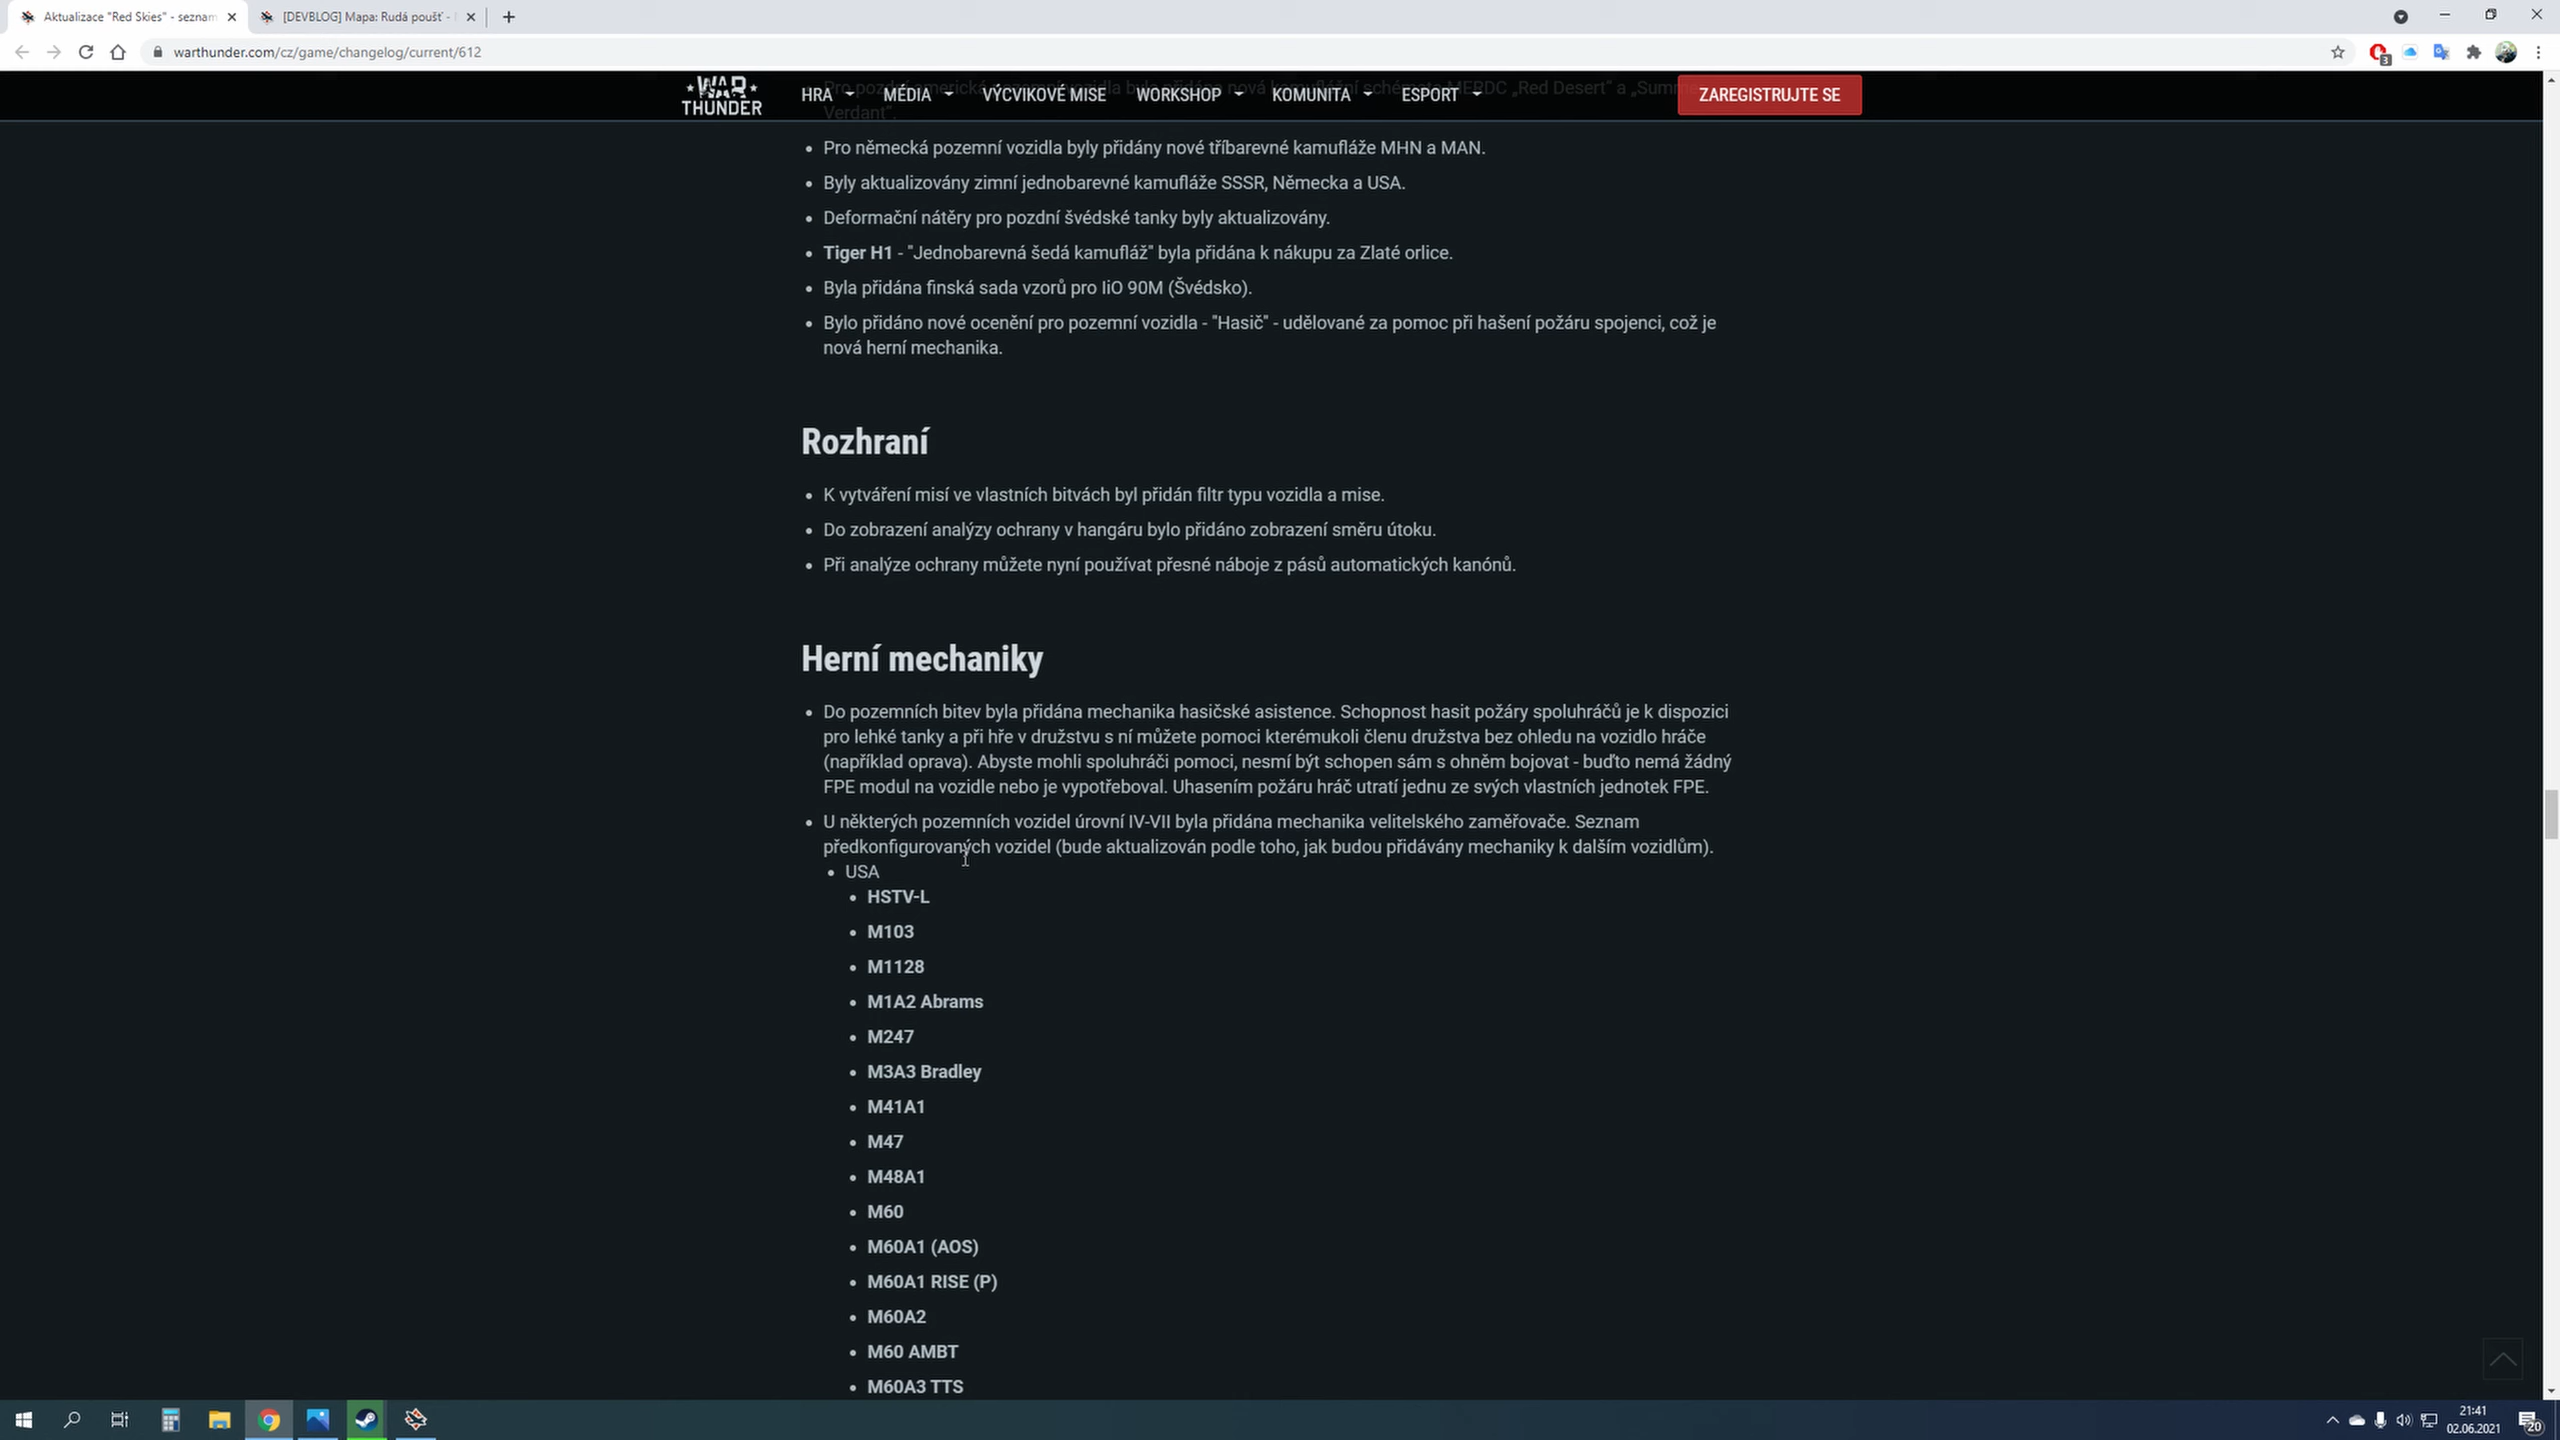 Aktualizace "Red Skies" - seznam
[DEVBLOG] Mapa: Rudá poušť -
warthunder.com/cz/game/changelog/current/612
3
WAR
THUNDER
HRA
MÉDIA
VÝCVIKOVÉ MISE
WORKSHOP
KOMUNITA
ESPORT
ZAREGISTRUJTE SE
MERDC „Red Desert" a „Summer
Verdant".
Pro německá pozemní vozidla byly přidány nové tříbarevné kamufláže MHN a MAN.
Byly aktualizovány zimní jednobarevné kamufláže SSSR, Německa a USA.
Deformační nátěry pro pozdní švédské tanky byly aktualizovány.
Tiger H1 - "Jednobarevná šedá kamufláž" byla přidána k nákupu za Zlaté orlice.
Byla přidána finská sada vzorů pro IiO 90M (Švédsko).
Bylo přidáno nové ocenění pro pozemní vozidla - "Hasič" - udělované za pomoc při hašení požáru spojenci, což je
nová herní mechanika.
Rozhraní
K vytváření misí ve vlastních bitvách byl přidán filtr typu vozidla a mise.
Do zobrazení analýzy ochrany v hangáru bylo přidáno zobrazení směru útoku.
Při analýze ochrany můžete nyní používat přesné náboje z pásů automatických kanónů.
Herní mechaniky
Do pozemních bitev byla přidána mechanika hasičské asistence. Schopnost hasit požáry spoluhráčů je k dispozici
pro lehké tanky a při hře v družstvu s ní můžete pomoci kterémukoli členu družstva bez ohledu na vozidlo hráče
(například oprava). Abyste mohli spoluhráči pomoci, nesmí být schopen sám s ohněm bojovat - buďto nemá žádný
FPE modul na vozidle nebo je vypotřeboval. Uhasením požáru hráč utratí jednu ze svých vlastních jednotek FPE.
U některých pozemních vozidel úrovní IV-VII byla přidána mechanika velitelského zaměřovače. Seznam
předkonfigurovaných vozidel (bude aktualizován podle toho, jak budou přidávány mechaniky k dalším vozidlům).
USA
HSTV-L
M103
M1128
M1A2 Abrams
M247
M3A3 Bradley
M41A1
M47
M48A1
M60
M60A1 (AOS)
M60A1 RISE (P)
M60A2
M60 AMBT
M60A3 TTS
21:41
02.06.2021
20